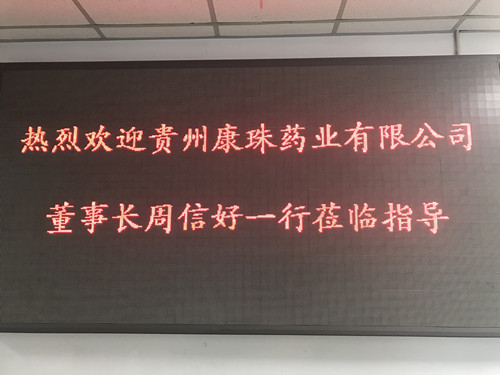 热烈欢迎贵州康珠药业有限公司
董事长周信好一行莅临指导